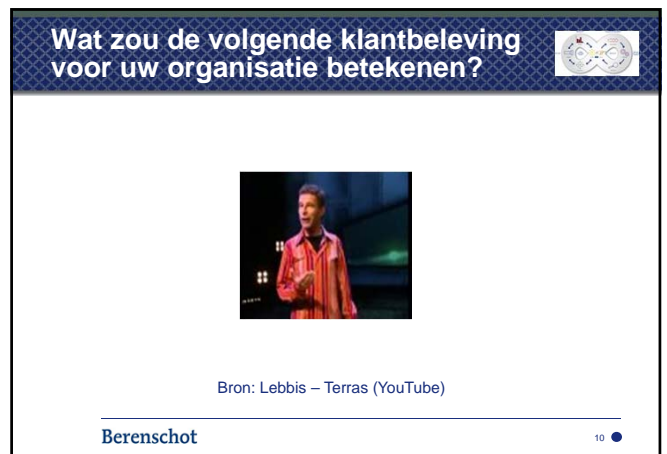 Wat zou de volgende klantbeleving
voor uw organisatie betekenen?
Bron: Lebbis – Terras (YouTube)
Berenschot
10